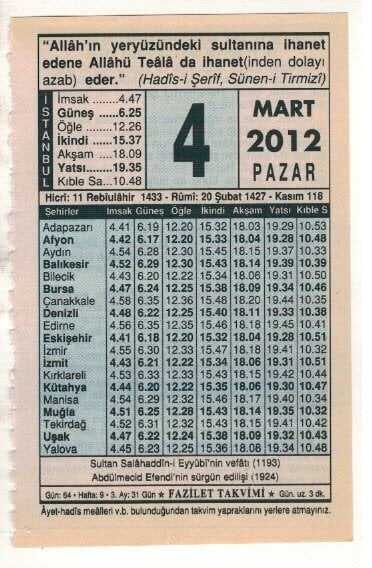 “Allâh’ın yeryüzündeki sultanına ihanet
edene Allâhü Teâlâ da ihanet(inden dolayı
azab) eder.” (Hadîs-i Şerîf, Sünen-i Tirmizî)
İSTANBUL
İmsak ........4.47
Güneş ......6.25
Öğle .........12.26
İkindi ......15.37
Akşam ......18.09
Yatsı........19.35
Kıble Sa...10.48
4
MART
2012
PAZAR
Hicrî: 11 Rebîulâhir 1433 - Rûmî: 20 Şubat 1427 - Kasım 118
Şehirler İmsak Güneş Öğle İkindi Akşam Yatsı Kıble S
Adapazarı 4.41 6.19 12.20 15.32 18.03 19.29 10.53
Afyon 4.42 6.17 12.20 15.33 18.04 19.28 10.48
Aydın 4.54 6.28 12.30 15.45 18.15 19.37 10.33
Balıkesir 4.52 6.29 12.30 15.43 18.14 19.39 10.39
Bilecik 4.43 6.20 12.22 15.34 18.06 19.31 10.50
Bursa 4.47 6.24 12.25 15.38 18.09 19.34 10.46
Çanakkale 4.58 6.35 12.36 15.48 18.20 19.44 10.35
Denizli 4.48 6.22 12.25 15.40 18.11 19.33 10.38
Edirne 4.56 6.35 12.35 15.46 18.18 19.45 10.41
Eskişehir 4.41 6.18 12.20 15.32 18.04 19.28 10.51
İzmir 4.55 6.30 12.33 15.47 18.18 19.41 10.32
İzmit 4.43 6.21 12.22 15.34 18.06 19.31 10.51
Kırklareli 4.53 6.33 12.33 15.43 18.15 19.42 10.44
Kütahya 4.44 6.20 12.22 15.35 18.06 19.30 10.47
Manisa 4.54 6.29 12.32 15.46 18.17 19.40 10.34
Muğla 4.51 6.25 12.28 15.43 18.14 19.35 10.32
Tekirdağ 4.52 6.31 12.32 15.43 18.15 19.41 10.42
Uşak 4.47 6.22 12.24 15.38 18.09 19.32 10.43
Yalova 4.45 6.23 12.24 15.36 18.08 19.33 10.48
Sultan Salâhaddîn-i Eyyûbî’nin vefâtı (1193)
Abdülmecid Efendi’nin sürgün edilişi (1924)
Gün: 64 • Hafta: 9 • 3. Ay: 31 Gün ★ FAZİLET TAKVİMİ ★ Gün. uz. 3 dk.
Âyet-hadîs meâlleri v.b. bulunduğundan takvim yapraklarını yerlere atmayınız.